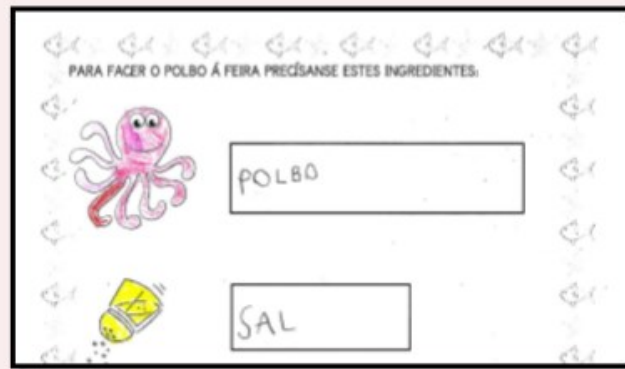 PARA FACER O POLBO Á FEIRA PRECÍSANSE ESTES INGREDIENTES:
POLBO
SAL